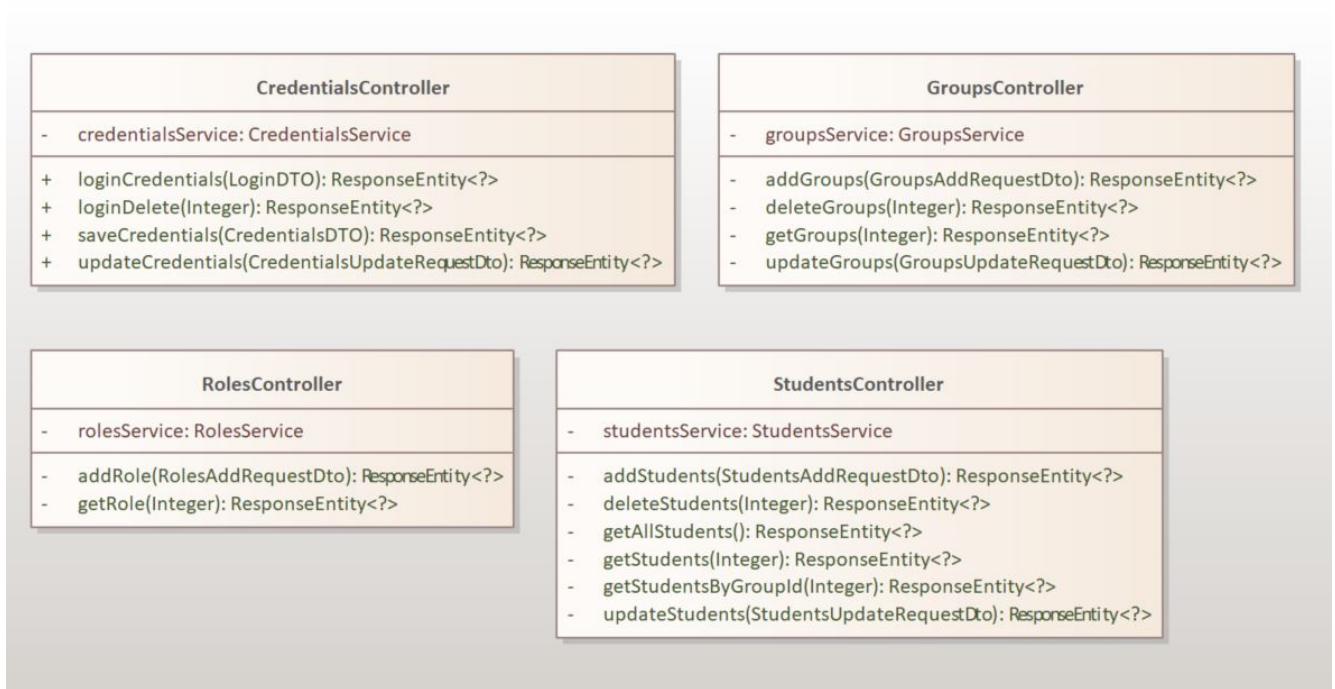 CredentialsController
- credentialsService: CredentialsService
+ loginCredentials(LoginDTO): ResponseEntity<?>
+ loginDelete(Integer): ResponseEntity<?>
+ saveCredentials(CredentialsDTO): ResponseEntity<?>
+ updateCredentials(CredentialsUpdateRequestDto): ResponseEntity<?>
GroupsController
- groupsService: GroupsService
- addGroups(GroupsAddRequestDto): ResponseEntity<?>
- deleteGroups(Integer): ResponseEntity<?>
- getGroups(Integer): ResponseEntity<?>
- updateGroups(GroupsUpdateRequestDto): ResponseEntity<?>
RolesController
- rolesService: RolesService
- addRole(RolesAddRequestDto): ResponseEntity<?>
- getRole(Integer): ResponseEntity<?>
StudentsController
- studentsService: StudentsService
- addStudents(StudentsAddRequestDto): ResponseEntity<?>
- deleteStudents(Integer): ResponseEntity<?>
- getAllStudents(): ResponseEntity<?>
- getStudents(Integer): ResponseEntity<?>
- getStudentsByGroupId(Integer): ResponseEntity<?>
- updateStudents(StudentsUpdateRequestDto): ResponseEntity<?>